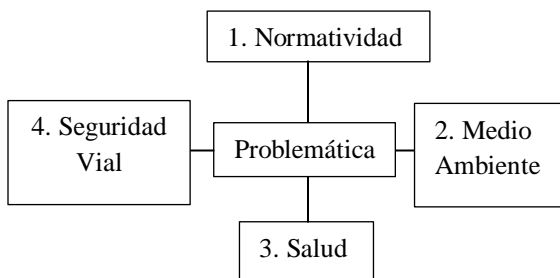 1. Normatividad
4. Seguridad
Vial
Problemática
2. Medio
Ambiente
3. Salud